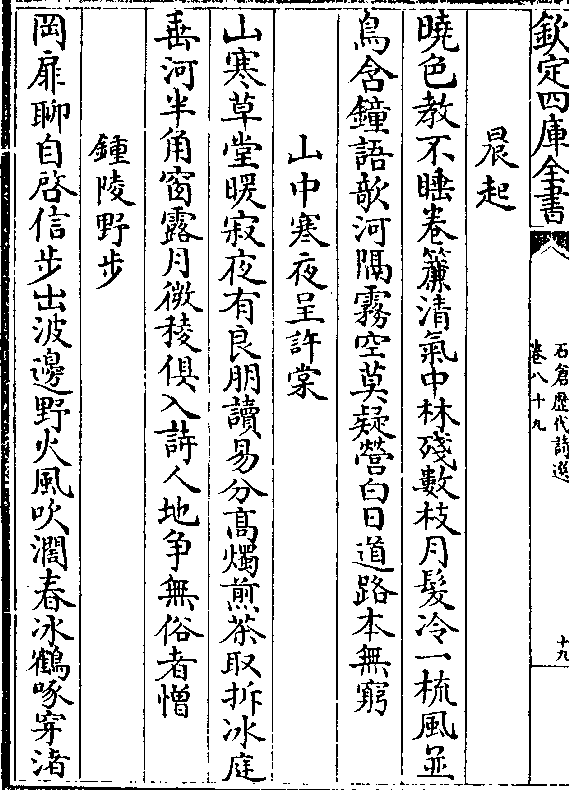 欽定四庫全書
石倉歴代詩選
卷八十九
十九
晨起
曉色教不睡卷簾清氣中林殘數枝月髮冷一梳風並
鳥含鐘語欹河隔霧空莫疑營白日道路本無窮
山中寒夜呈許棠
山寒草堂暖寂夜有良朋讀易分髙燭煎茶取折冰庭
垂河半角窗露月微稜俱入詩人地争無俗者憎
鍾陵野步
岡扉聊自啓信步出波邊野火風吹濶春冰鶴啄穿渚